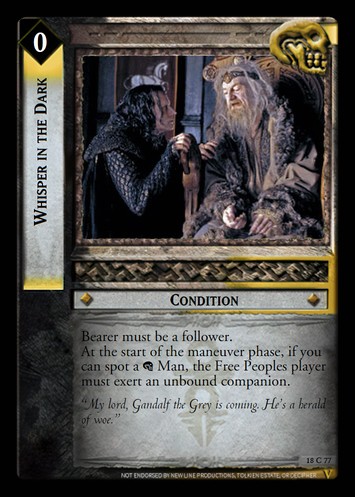 0
WHISPER IN THE DARK
CONDITION
Bearer must be a follower.
At the start of the maneuver phase, if you
can spot a Man, the Free Peoples player
must exert an unbound companion.
"My lord, Gandalf the Grey is coming. He's a herald
of woe."
18 C 77
NOT ENDORSED BY NEW LINE PRODUCTIONS, TOLKIEN ESTATE, OR DECIPHER.
V